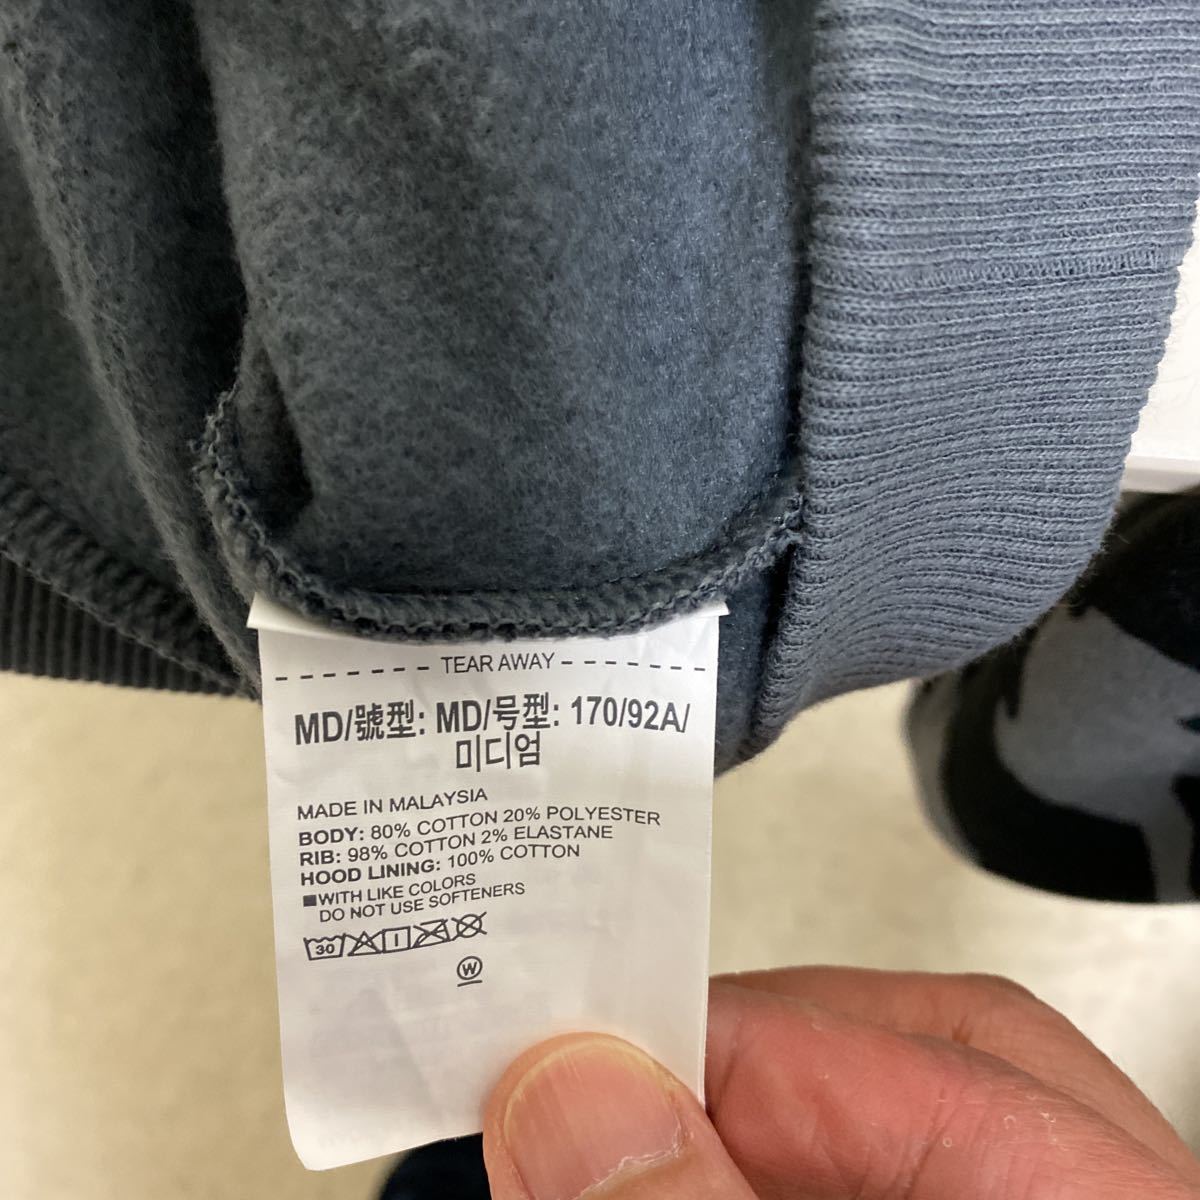 TEAR AWAY
MD/號型: MD/号型: 170/92A/
미디엄
MADE IN MALAYSIA
BODY: 80% COTTON 20% POLYESTER
RIB: 98% COTTON 2% ELASTANE
HOOD LINING: 100% COTTON
■WITH LIKE COLORS
DO NOT USE SOFTENERS
30
W